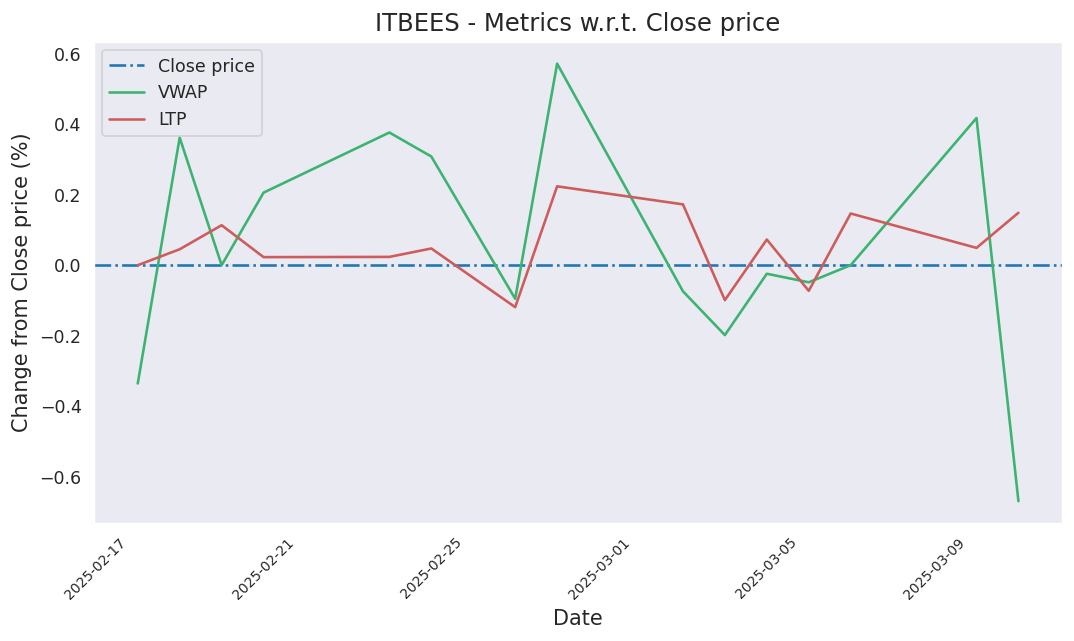 ITBEES - Metrics w.r.t. Close price
Close price
VWAP
LTP
Change from Close price (%)
0.6
0.4
0.2
0.0
−0.2
−0.4
−0.6
2025-02-17
2025-02-21
2025-02-25
2025-03-01
2025-03-05
2025-03-09
Date